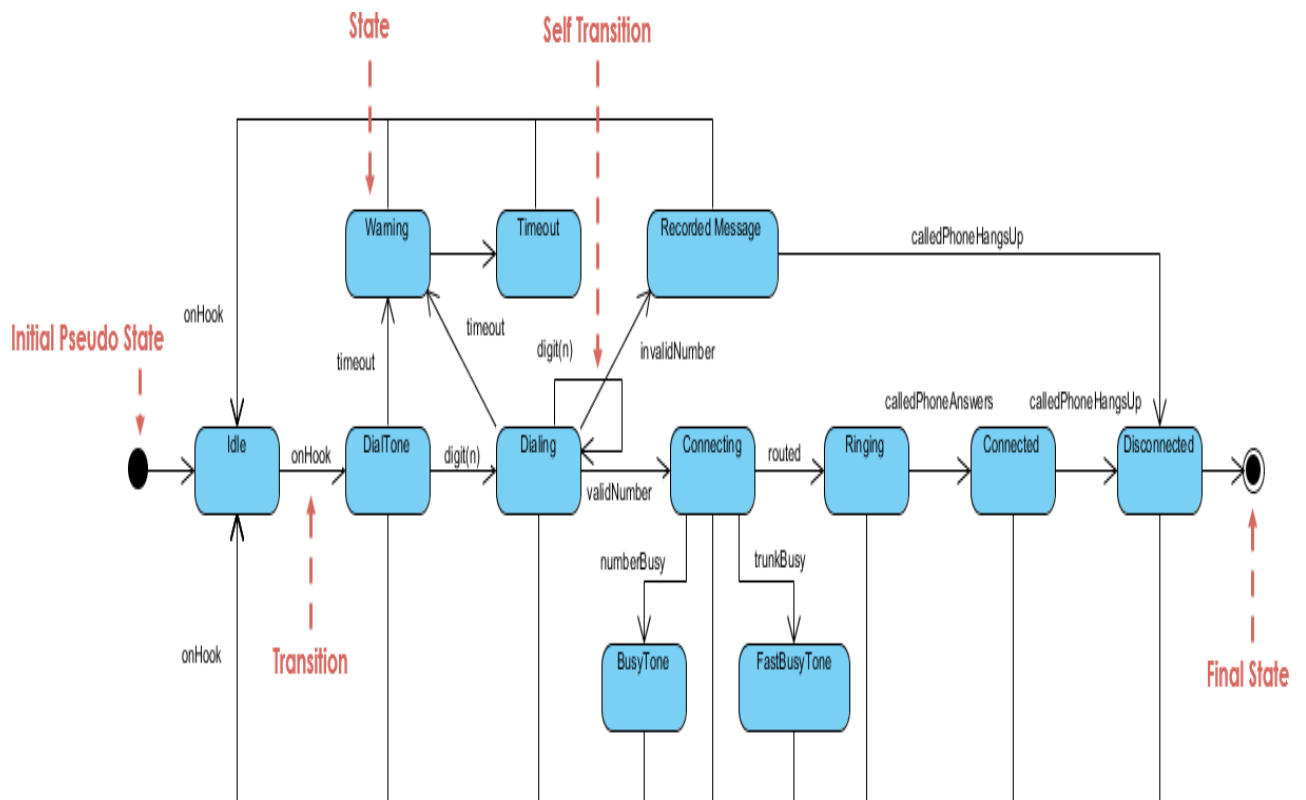 State
Self Transition
Warning
Timeout
Recorded Message
calledPhoneHangsUp
onHook
Initial Pseudo State
timeout
timeout
digit(n)
invalidNumber
calledPhoneAnswers
calledPhoneHangsUp
Idle
onHook
DialTone
digit(n)
Dialing
validNumber
Connecting
routed
Ringing
Connected
Disconnected
numberBusy
trunkBusy
onHook
Transition
BusyTone
FastBusyTone
Final State